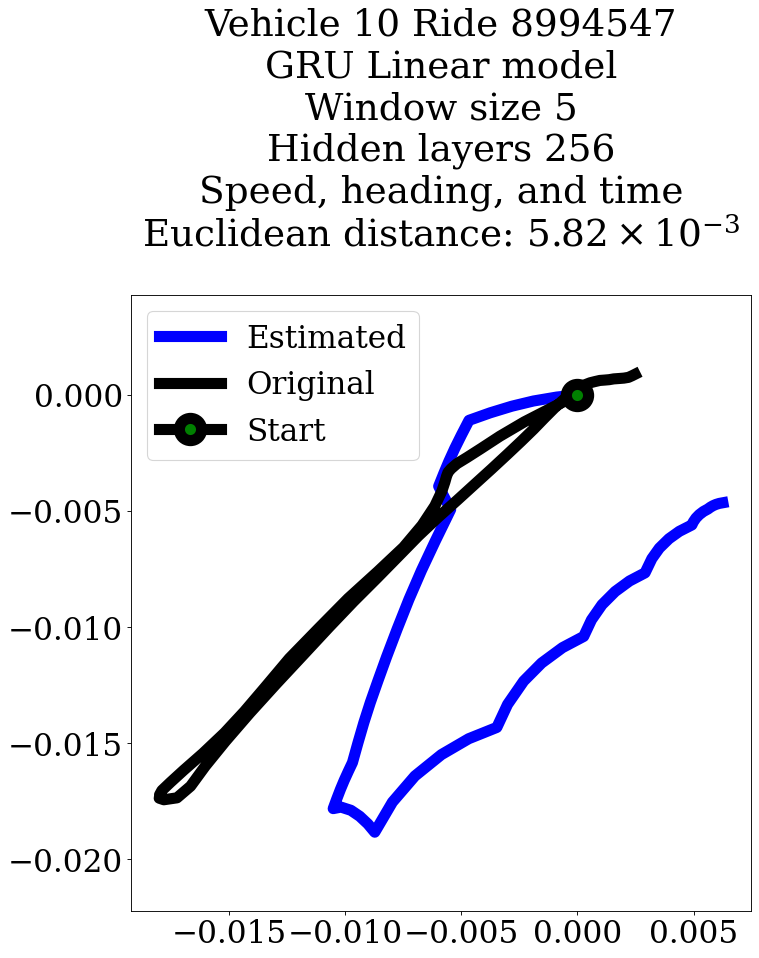 Vehicle 10 Ride 8994547
GRU Linear model
Window size 5
Hidden layers 256
Speed, heading, and time
Euclidean distance: 5.82 × 10⁻³
Estimated
Original
Start
0.000
−0.005
−0.010
−0.015
−0.020
−0.015 −0.010 −0.005 0.000 0.005